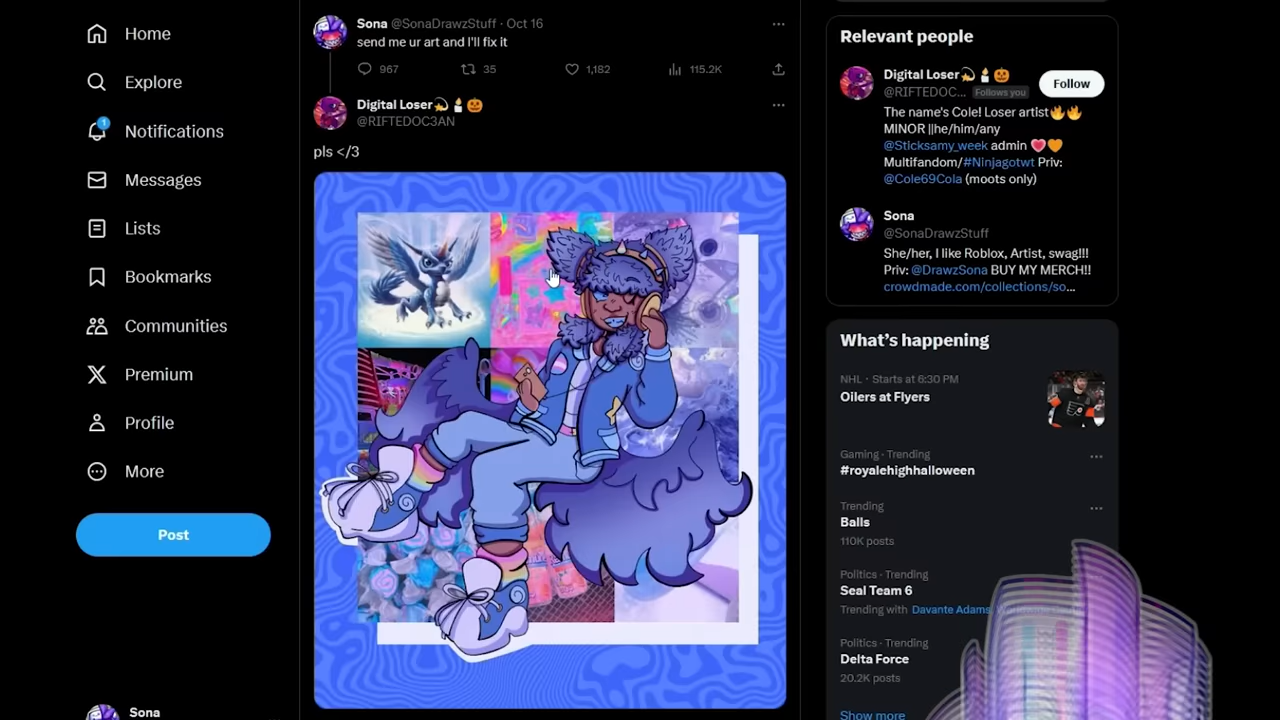 Home
Explore
1
Notifications
Messages
Lists
Bookmarks
Communities
Premium
Profile
More
Post
Sona
Sona @SonaDrawzStuff · Oct 16
send me ur art and I'll fix it
967 35 1,182 115.2K
Digital Loser
@RIFTEDOC3AN
pls </3
Relevant people
Digital Loser
@RIFTEDOC... Follows you
Follow
The name's Cole! Loser artist🔥🔥
MINOR ||he/him/any
@Sticksamy_week admin
Multifandom/#Ninjagotwt Priv:
@Cole69Cola (moots only)
Sona
@SonaDrawzStuff
She/her, I like Roblox, Artist, swag!!!
Priv: @DrawzSona BUY MY MERCH!!
crowdmade.com/collections/so...
What's happening
NHL · Starts at 6:30 PM
Oilers at Flyers
Gaming · Trending
#royalehighhalloween
Trending
Balls
110K posts
Politics · Trending
Seal Team 6
Trending with Davante Adams,
Politics · Trending
Delta Force
20.2K posts
Show more